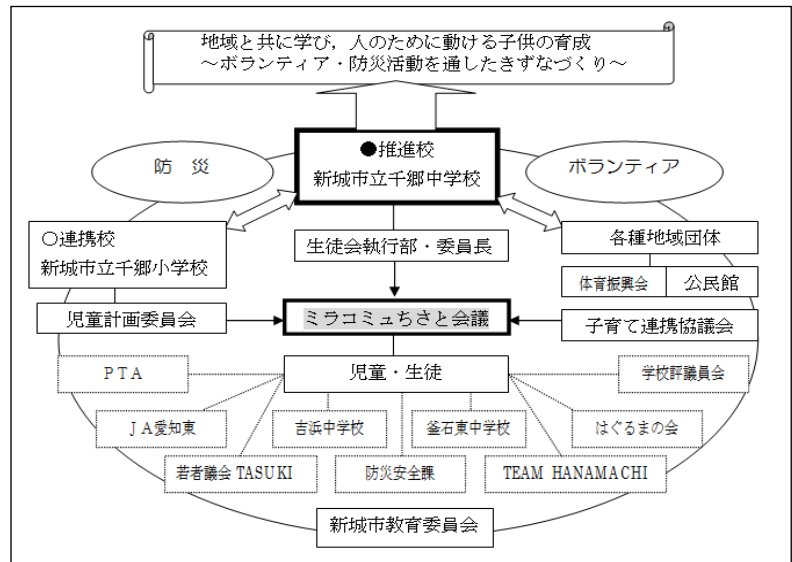 地域と共に学び，人のために動ける子供の育成
～ボランティア・防災活動を通したきずなづくり～
防　災
●推進校
新城市立千郷中学校
ボランティア
○連携校
新城市立千郷小学校
生徒会執行部・委員長
各種地域団体
体育振興会
公民館
児童計画委員会
ミラコミュちさと会議
子育て連携協議会
PTA
児童・生徒
学校評議員会
ＪＡ愛知東
吉浜中学校
釜石東中学校
はぐるまの会
若者議会 TASUKI
防災安全課
TEAM HANAMACHI
新城市教育委員会